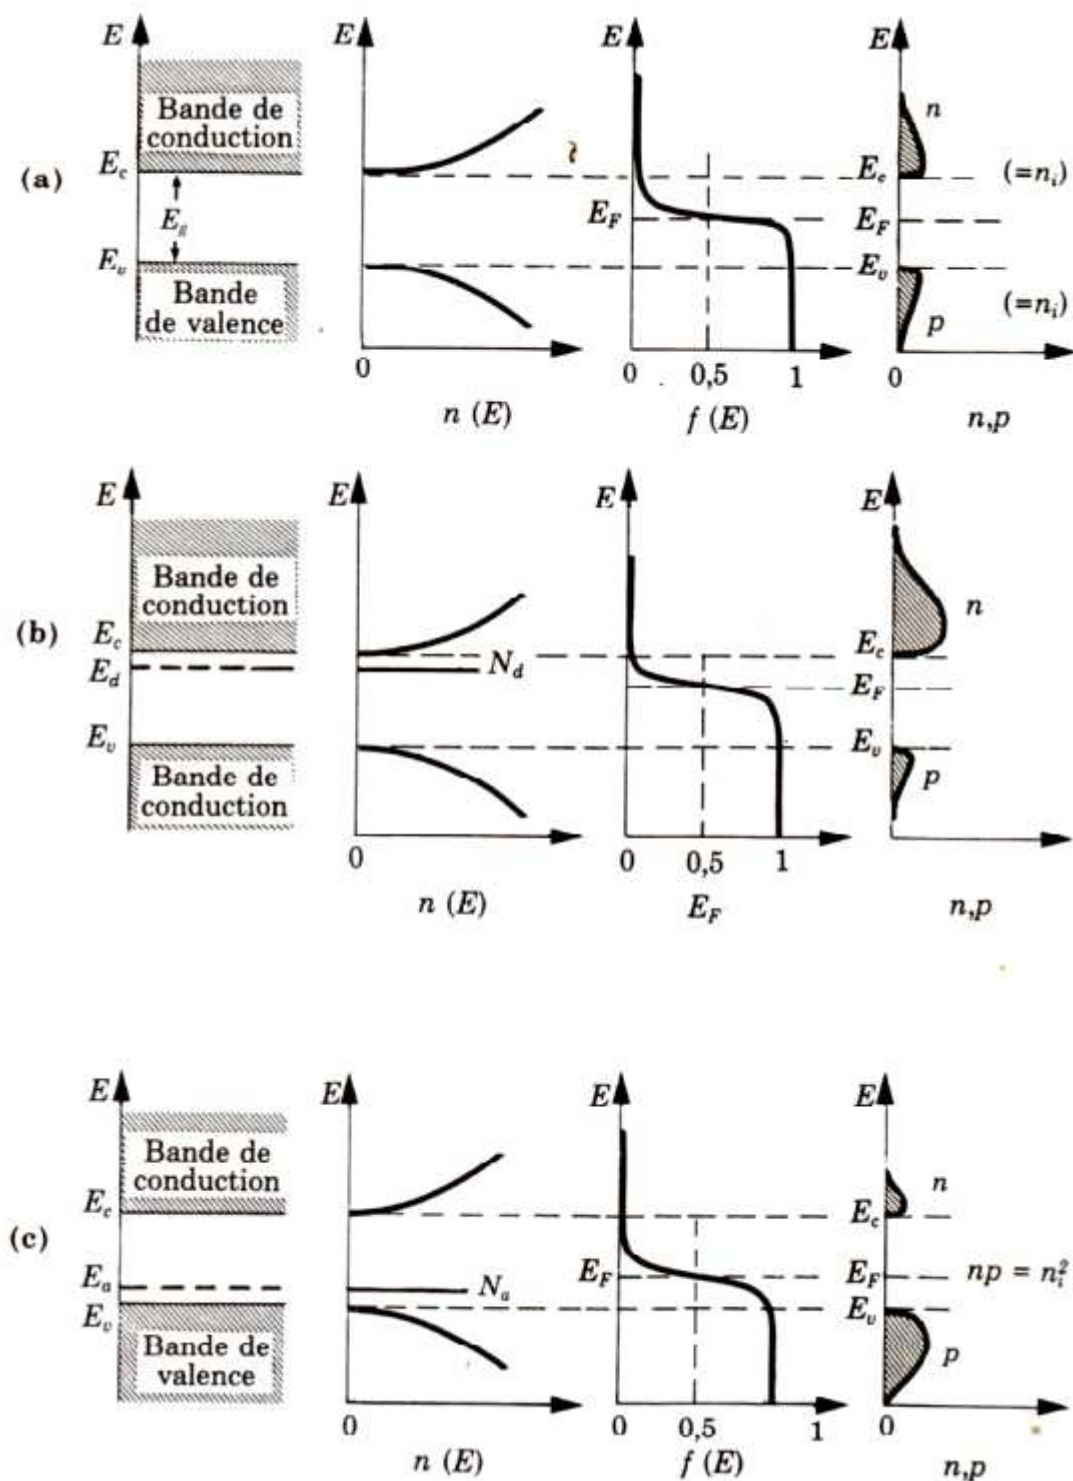 E
E
E
E
Bande de
conduction
n
(a)
E_c
E_c
(=n_i)
E_g
E_F
E_F
E_v
E_v
Bande
de valence
p
(=n_i)
0
0
0,5
1
0
n (E)
f (E)
n,p
E
E
E
E
Bande de
conduction
n
(b)
E_c
E_c
E_d
N_d
E_F
E_v
E_v
Bande de
conduction
p
0
0
0,5
1
n (E)
E_F
n,p
E
E
E
E
Bande de
conduction
n
(c)
E_c
E_c
E_a
N_a
E_F
E_F
np = n_i^2
E_v
E_v
Bande de
valence
p
0
0
0,5
1
0
n (E)
f (E)
n,p